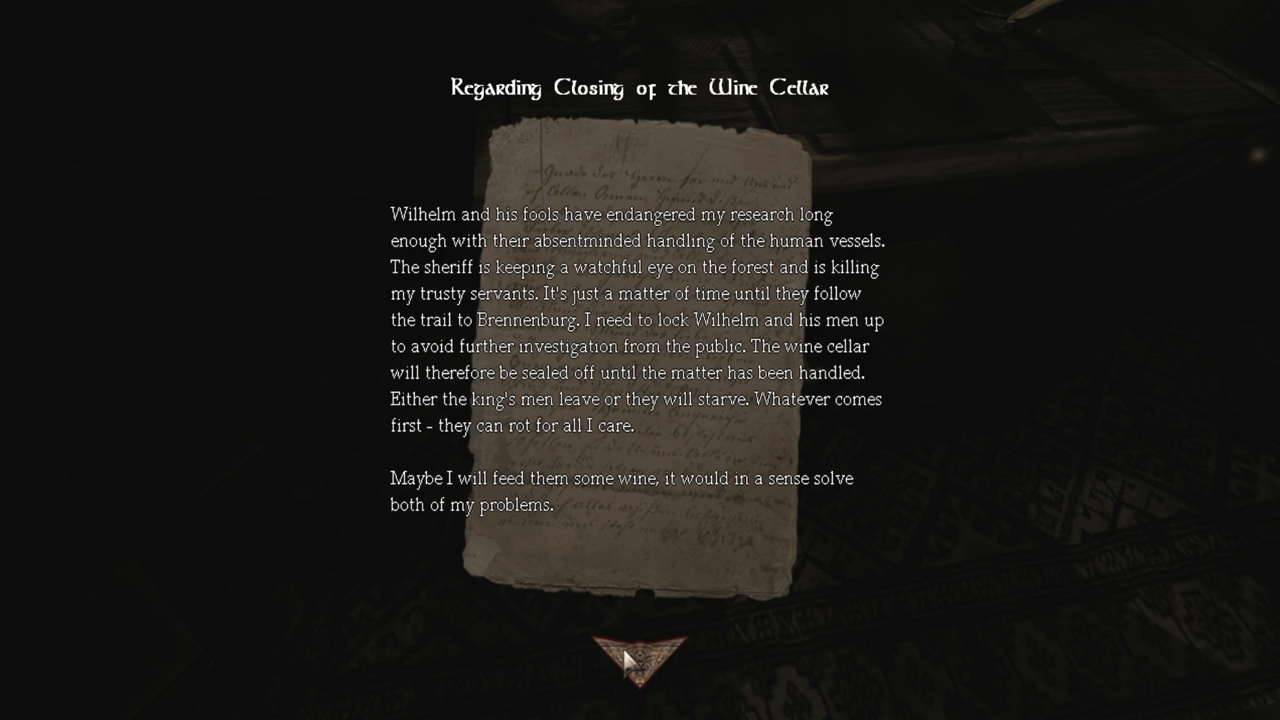 Regarding Closing of the Wine Cellar
Wilhelm and his fools have endangered my research long
enough with their absentminded handling of the human vessels.
The sheriff is keeping a watchful eye on the forest and is killing
my trusty servants. It's just a matter of time until they follow
the trail to Brennenburg. I need to lock Wilhelm and his men up
to avoid further investigation from the public. The wine cellar
will therefore be sealed off until the matter has been handled.
Either the king's men leave or they will starve. Whatever comes
first - they can rot for all I care.
Maybe I will feed them some wine, it would in a sense solve
both of my problems.